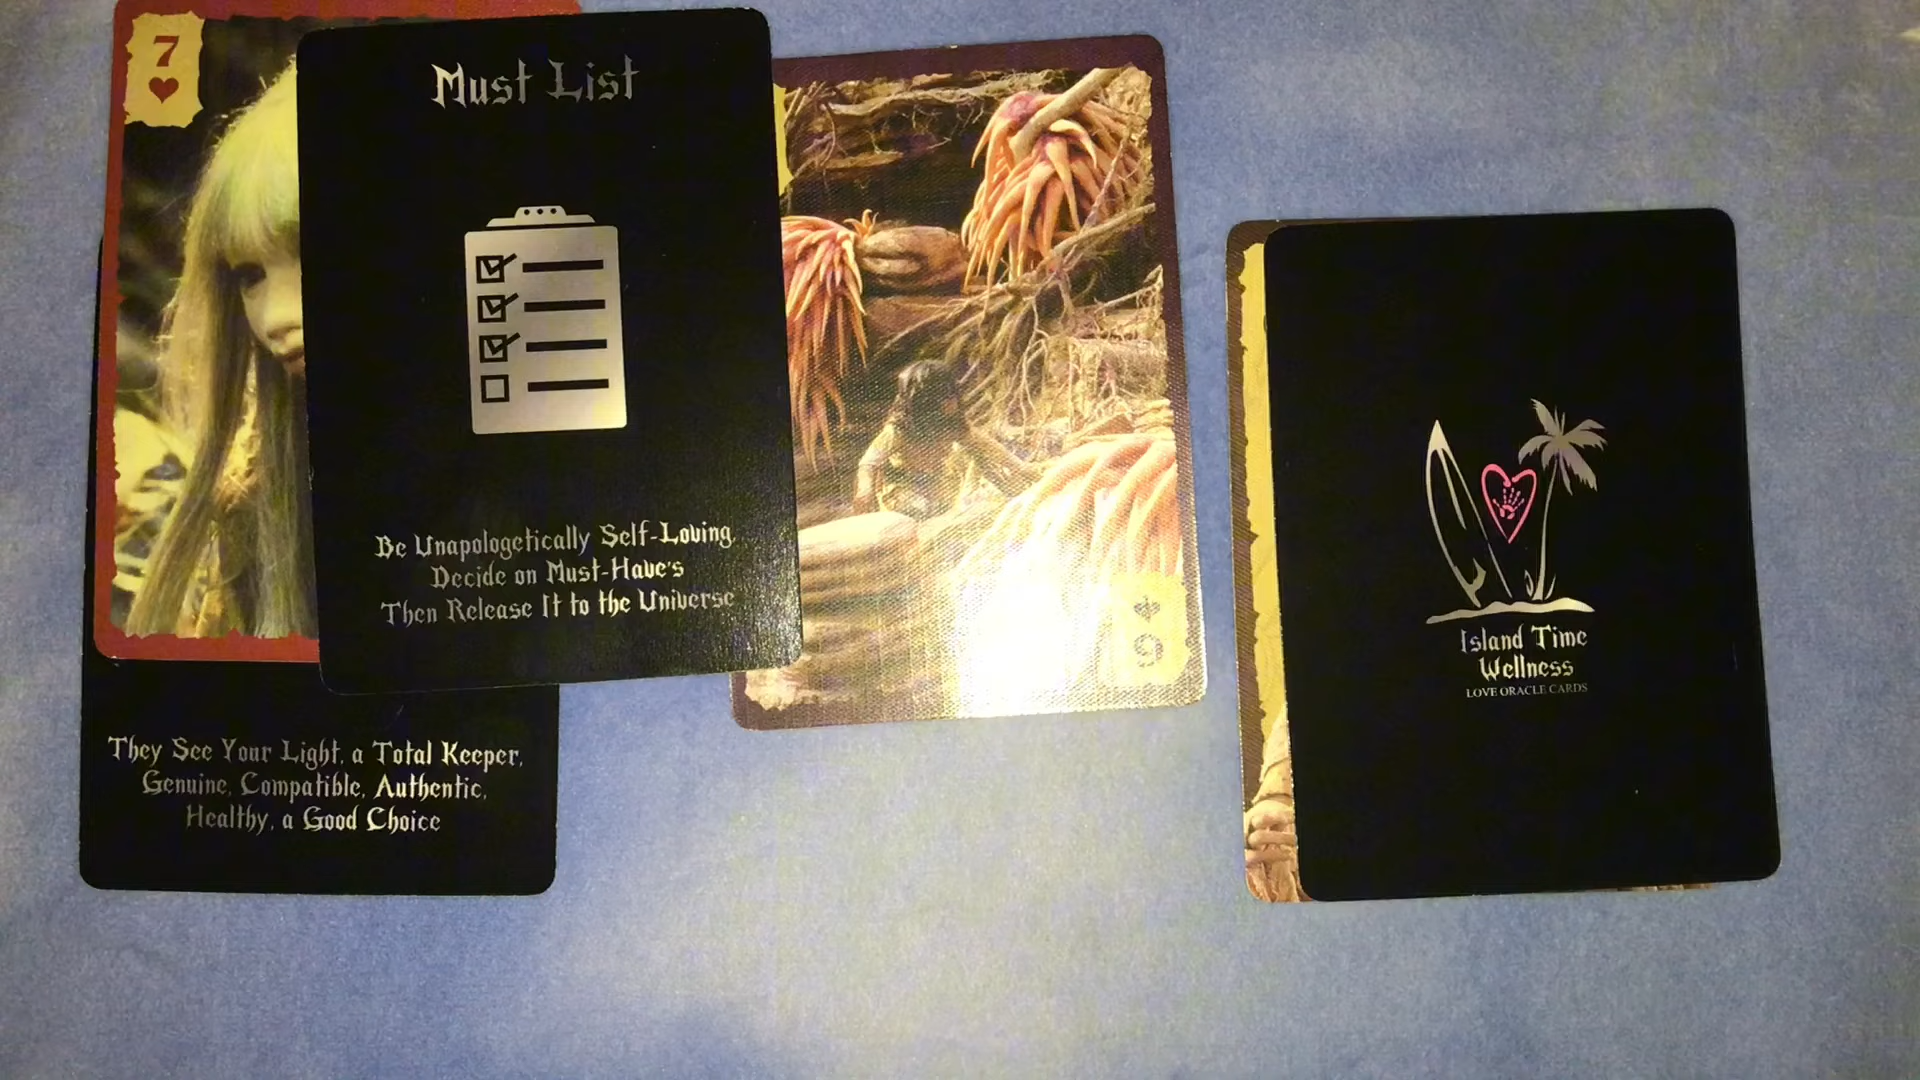 7
Must List
Be Unapologetically Self-Loving,
Decide on Must-Have's
Then Release It to the Universe
They See Your Light, a Total Keeper,
Genuine, Compatible, Authentic,
Healthy, a Good Choice
Island Time
Wellness
LOVE ORACLE CARDS